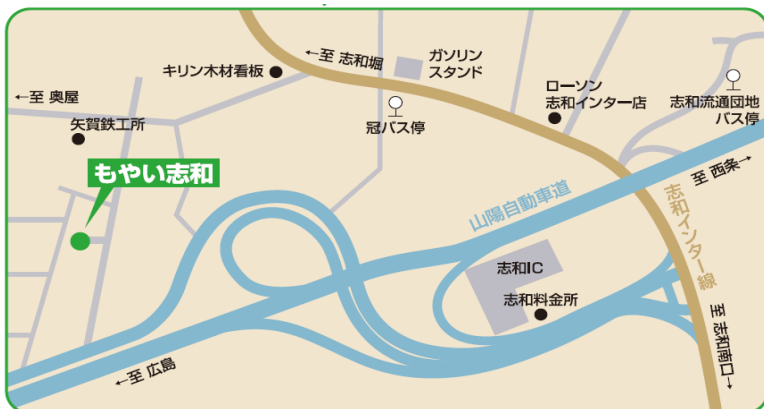 ←至 志和堀
ガソリン
スタンド
キリン木材看板
←至 奥屋
ローソン
志和インター店
志和流通団地
バス停
矢賀鉄工所
冠バス停
もやい志和
至 西条→
山陽自動車道
志和インター線
志和IC
志和料金所
至 志和南口→
←至 広島